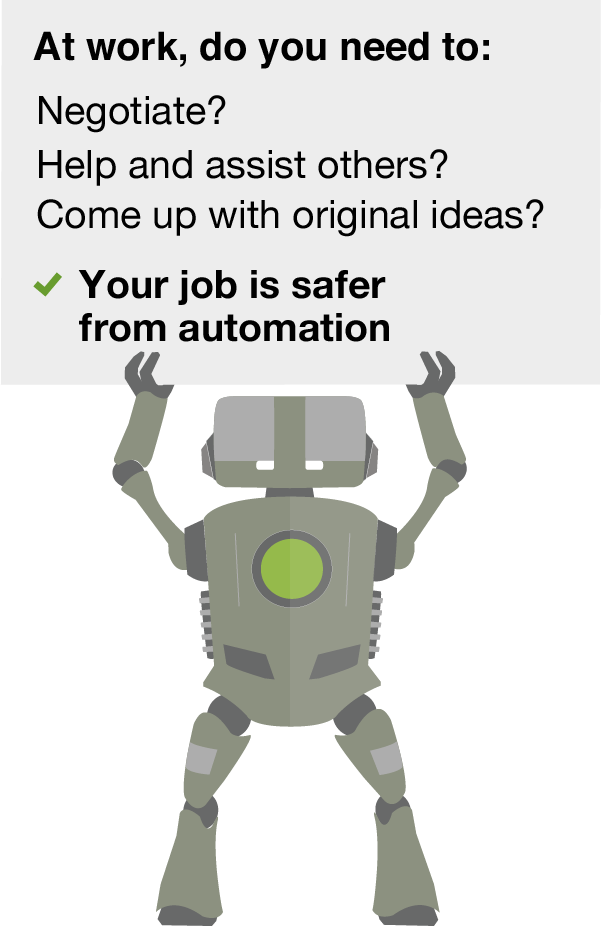 At work, do you need to:
Negotiate?
Help and assist others?
Come up with original ideas?
Your job is safer
from automation